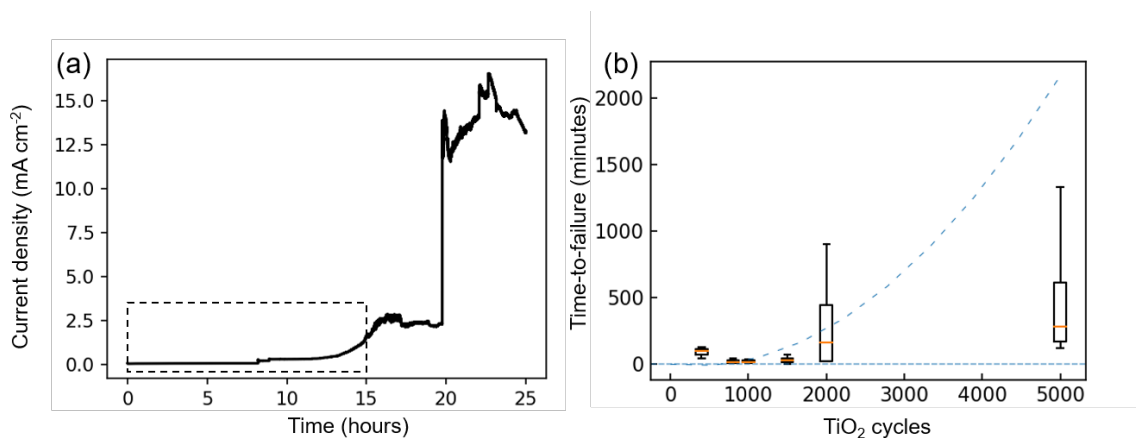 (a)
Current density (mA cm⁻²)
15.0
12.5
10.0
7.5
5.0
2.5
0.0
0 5 10 15 20 25
Time (hours)
(b)
Time-to-failure (minutes)
2000
1500
1000
500
0
0 1000 2000 3000 4000 5000
TiO₂ cycles